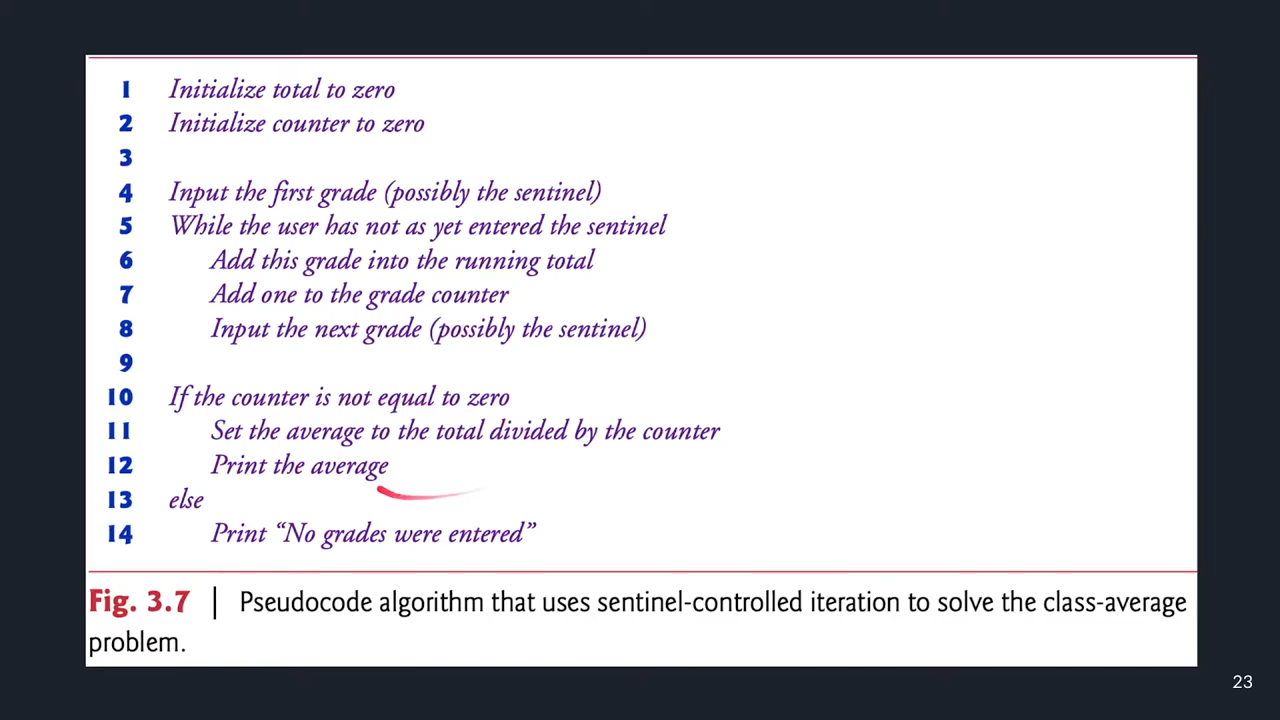 1 Initialize total to zero
2 Initialize counter to zero
3
4 Input the first grade (possibly the sentinel)
5 While the user has not as yet entered the sentinel
6 Add this grade into the running total
7 Add one to the grade counter
8 Input the next grade (possibly the sentinel)
9
10 If the counter is not equal to zero
11 Set the average to the total divided by the counter
12 Print the average
13 else
14 Print “No grades were entered”
Fig. 3.7 | Pseudocode algorithm that uses sentinel-controlled iteration to solve the class-average
problem.
23